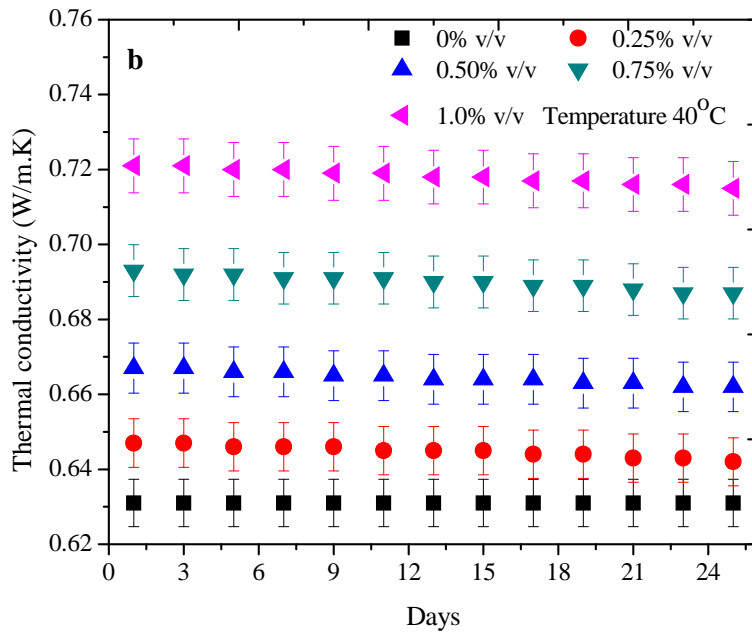 0.76
b
0% v/v
0.25% v/v
0.50% v/v
0.75% v/v
1.0% v/v Temperature 40°C
0.74
0.72
0.70
0.68
0.66
0.64
0.62
Thermal conductivity (W/m.K)
0 3 6 9 12 15 18 21 24
Days